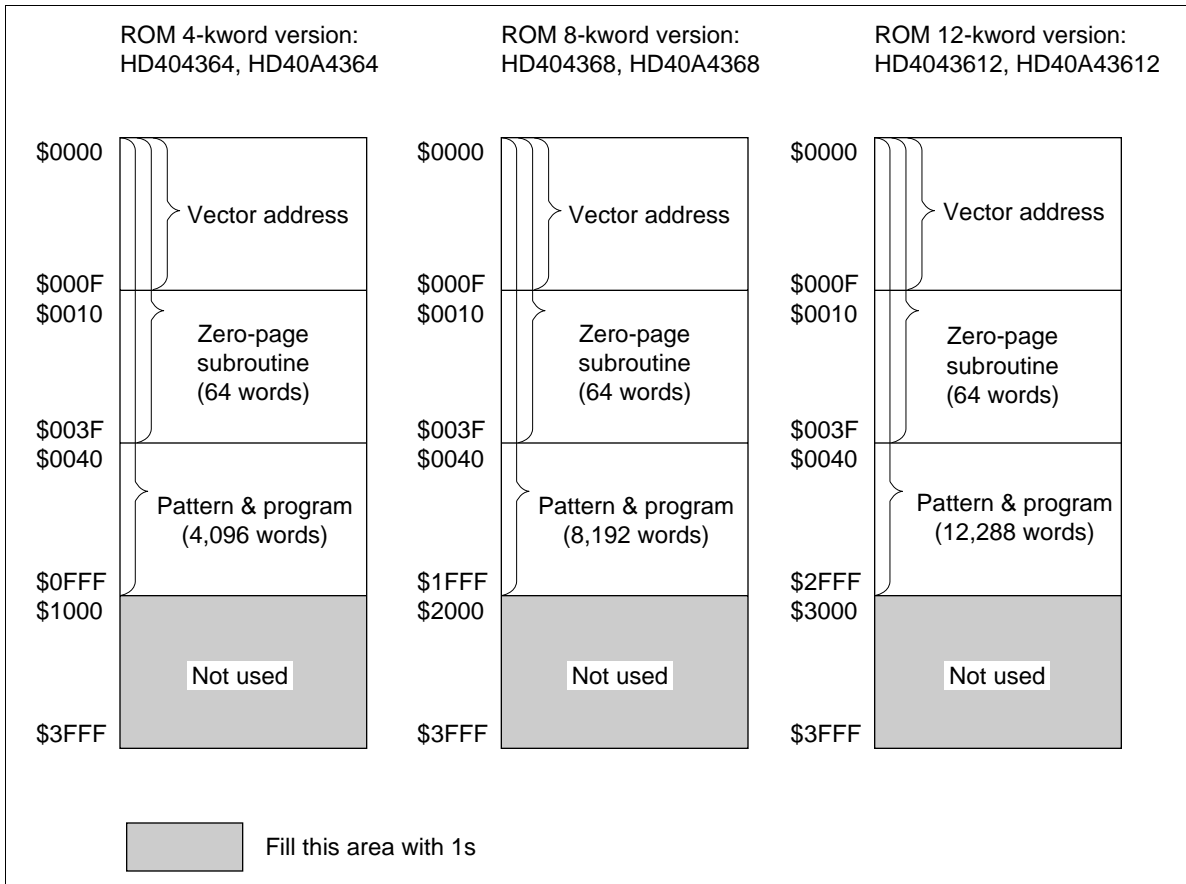 ROM 4-kword version:
HD404364, HD40A4364
$0000
Vector address
$000F
$0010
Zero-page
subroutine
(64 words)
$003F
$0040
Pattern & program
(4,096 words)
$0FFF
$1000
Not used
$3FFF
ROM 8-kword version:
HD404368, HD40A4368
$0000
Vector address
$000F
$0010
Zero-page
subroutine
(64 words)
$003F
$0040
Pattern & program
(8,192 words)
$1FFF
$2000
Not used
$3FFF
ROM 12-kword version:
HD4043612, HD40A43612
$0000
Vector address
$000F
$0010
Zero-page
subroutine
(64 words)
$003F
$0040
Pattern & program
(12,288 words)
$2FFF
$3000
Not used
$3FFF
Fill this area with 1s